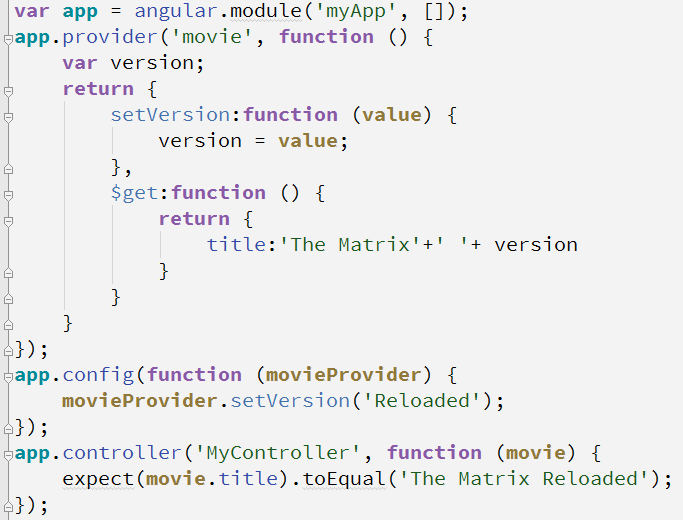 var app = angular.module('myApp', []);
app.provider('movie', function () {
    var version;
    return {
        setVersion:function (value) {
            version = value;
        },
        $get:function () {
            return {
                title:'The Matrix'+' '+ version
            }
        }
    }
});
app.config(function (movieProvider) {
    movieProvider.setVersion('Reloaded');
});
app.controller('MyController', function (movie) {
    expect(movie.title).toEqual('The Matrix Reloaded');
});